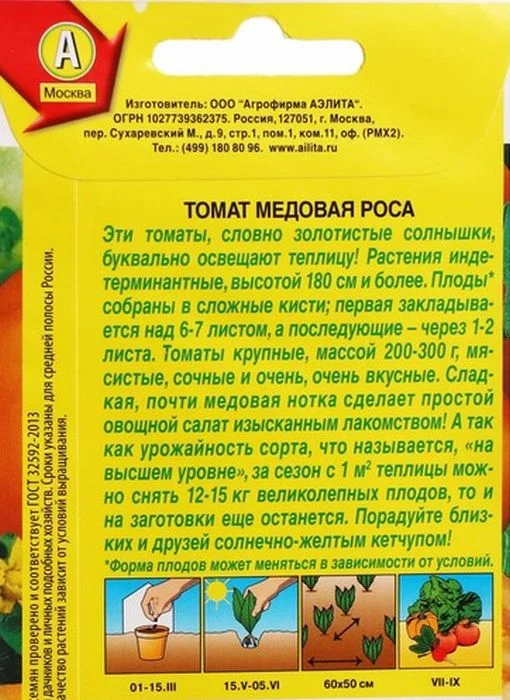 А
Москва
Изготовитель: ООО "Агрофирма АЭЛИТА".
ОГРН 1027739362375. Россия,127051, г. Москва,
пер. Сухаревский М., д.9, стр.1, пом.1, ком.11, оф. (РМХ2).
Тел.: (499) 180 80 96. www.ailita.ru
ТОМАТ МЕДОВАЯ РОСА
Эти томаты, словно золотистые солнышки,
буквально освещают теплицу! Растения инде-
терминантные, высотой 180 см и более. Плоды*
собраны в сложные кисти; первая закладывает-
ся над 6-7 листом, а последующие – через 1-2
листа. Томаты крупные, массой 200-300 г, мя-
систые, сочные и очень, очень вкусные. Слад-
кая, почти медовая нотка сделает простой
овощной салат изысканным лакомством! А так
как урожайность сорта, что называется, «на
высшем уровне», за сезон с 1 м² теплицы мож-
но снять 12-15 кг великолепных плодов, то и
на заготовки еще останется. Порадуйте близ-
ких и друзей солнечно-желтым кетчупом!
*Форма плодов может меняться в зависимости от условий.
01-15.III
15.V-05.VI
60x50 см
VII-IX
емян проверено и соответствует ГОСТ 32592-2013
дачников и личных подсобных хозяйств. Сроки указаны для средней полосы России.
качество растений зависит от условий выращивания.